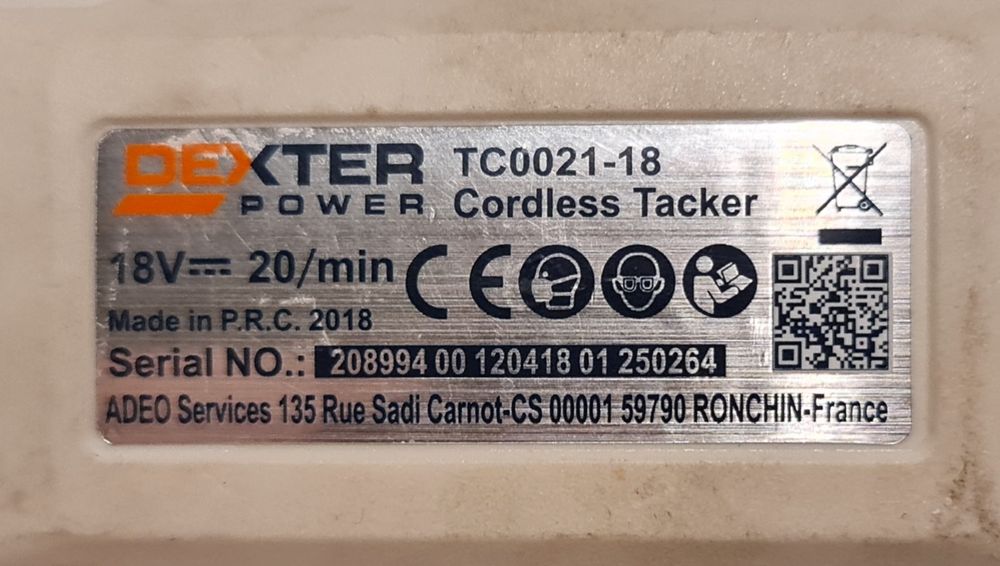 DEXTER
POWER
TC0021-18
Cordless Tacker
18V⎓ 20/min CE
Made in P.R.C. 2018
Serial NO.: 208994 00 120418 01 250264
ADEO Services 135 Rue Sadi Carnot-CS 00001 59790 RONCHIN-France